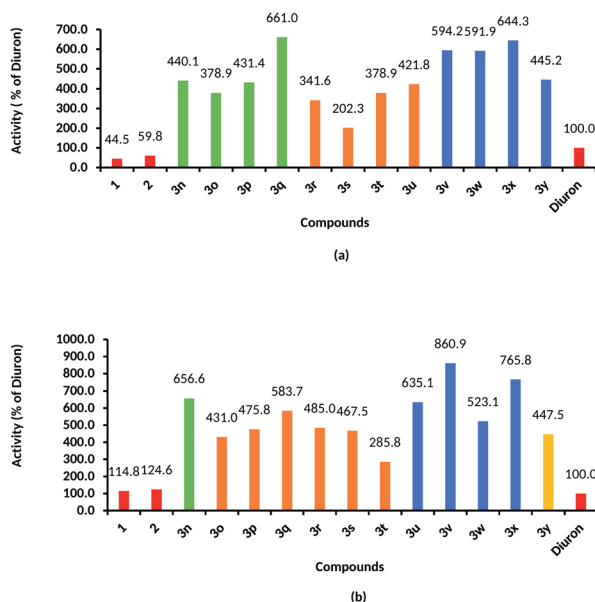 700.0
600.0
500.0
400.0
300.0
200.0
100.0
0.0
Activity ( % of Diuron)
44.5 59.8 440.1 378.9 431.4 661.0 341.6 202.3 378.9 421.8 594.2 591.9 644.3 445.2 100.0
1 2 3n 3o 3p 3q 3r 3s 3t 3u 3v 3w 3x 3y Diuron
Compounds
(a)
1000.0
900.0
800.0
700.0
600.0
500.0
400.0
300.0
200.0
100.0
0.0
Activity (% of Diuron)
114.8 124.6 656.6 431.0 475.8 583.7 485.0 467.5 285.8 635.1 860.9 523.1 765.8 447.5 100.0
1 2 3n 3o 3p 3q 3r 3s 3t 3u 3v 3w 3x 3y Diuron
Compounds
(b)